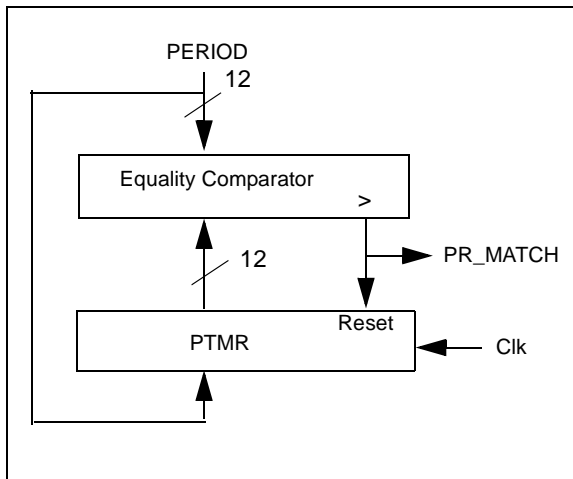 PERIOD
12
Equality Comparator
>
12
PR_MATCH
Reset
PTMR
Clk